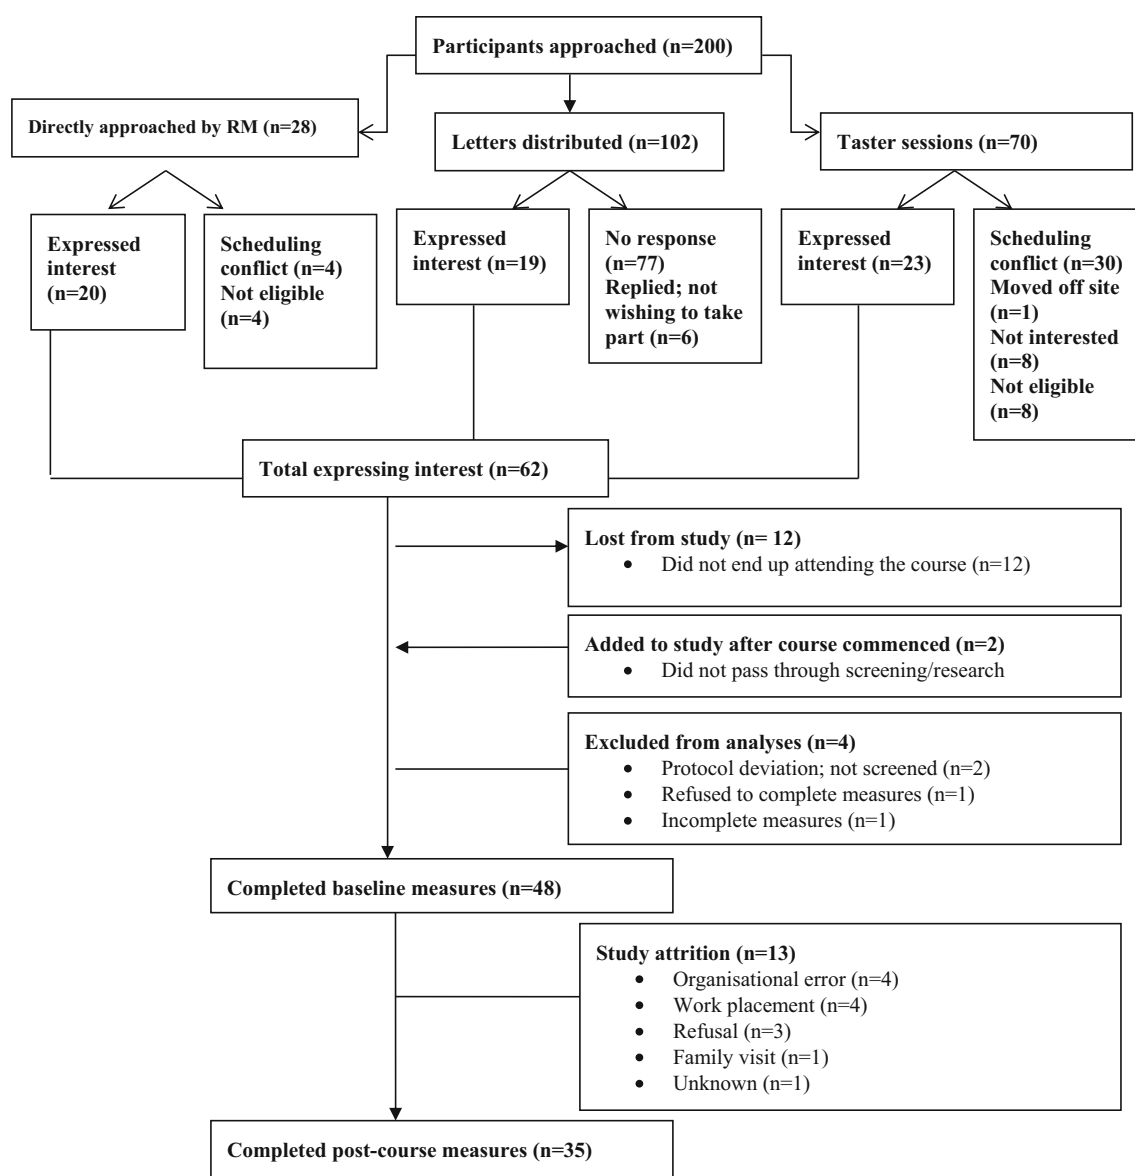 Participants approached (n=200)
Directly approached by RM (n=28)
Letters distributed (n=102)
Taster sessions (n=70)
Expressed
interest
(n=20)
Scheduling
conflict (n=4)
Not eligible
(n=4)
Expressed
interest (n=19)
No response
(n=77)
Replied; not
wishing to take
part (n=6)
Expressed
interest (n=23)
Scheduling
conflict (n=30)
Moved off site
(n=1)
Not interested
(n=8)
Not eligible
(n=8)
Total expressing interest (n=62)
Lost from study (n= 12)
• Did not end up attending the course (n=12)
Added to study after course commenced (n=2)
• Did not pass through screening/research
Excluded from analyses (n=4)
• Protocol deviation; not screened (n=2)
• Refused to complete measures (n=1)
• Incomplete measures (n=1)
Completed baseline measures (n=48)
Study attrition (n=13)
• Organisational error (n=4)
• Work placement (n=4)
• Refusal (n=3)
• Family visit (n=1)
• Unknown (n=1)
Completed post-course measures (n=35)